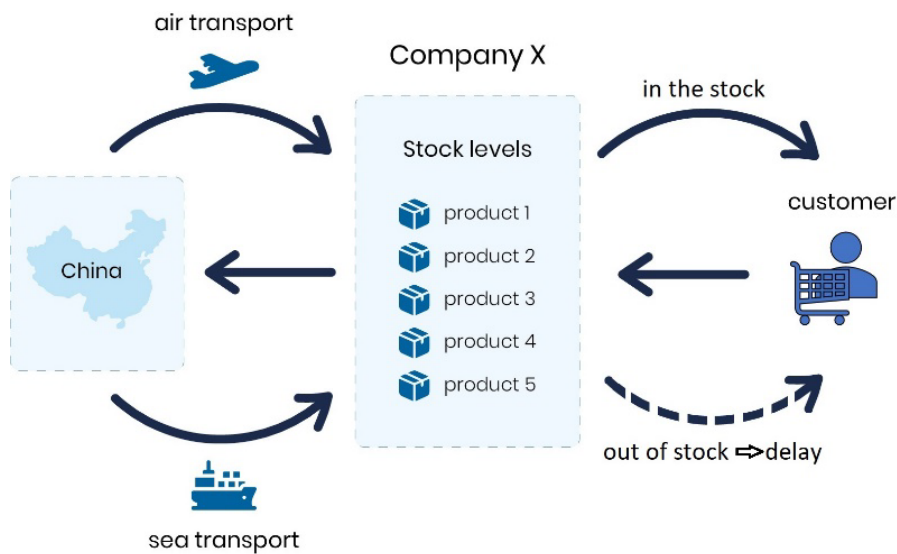 air transport
Company X
in the stock
Stock levels
product 1
customer
product 2
China
product 3
product 4
product 5
out of stock ⇨delay
sea transport